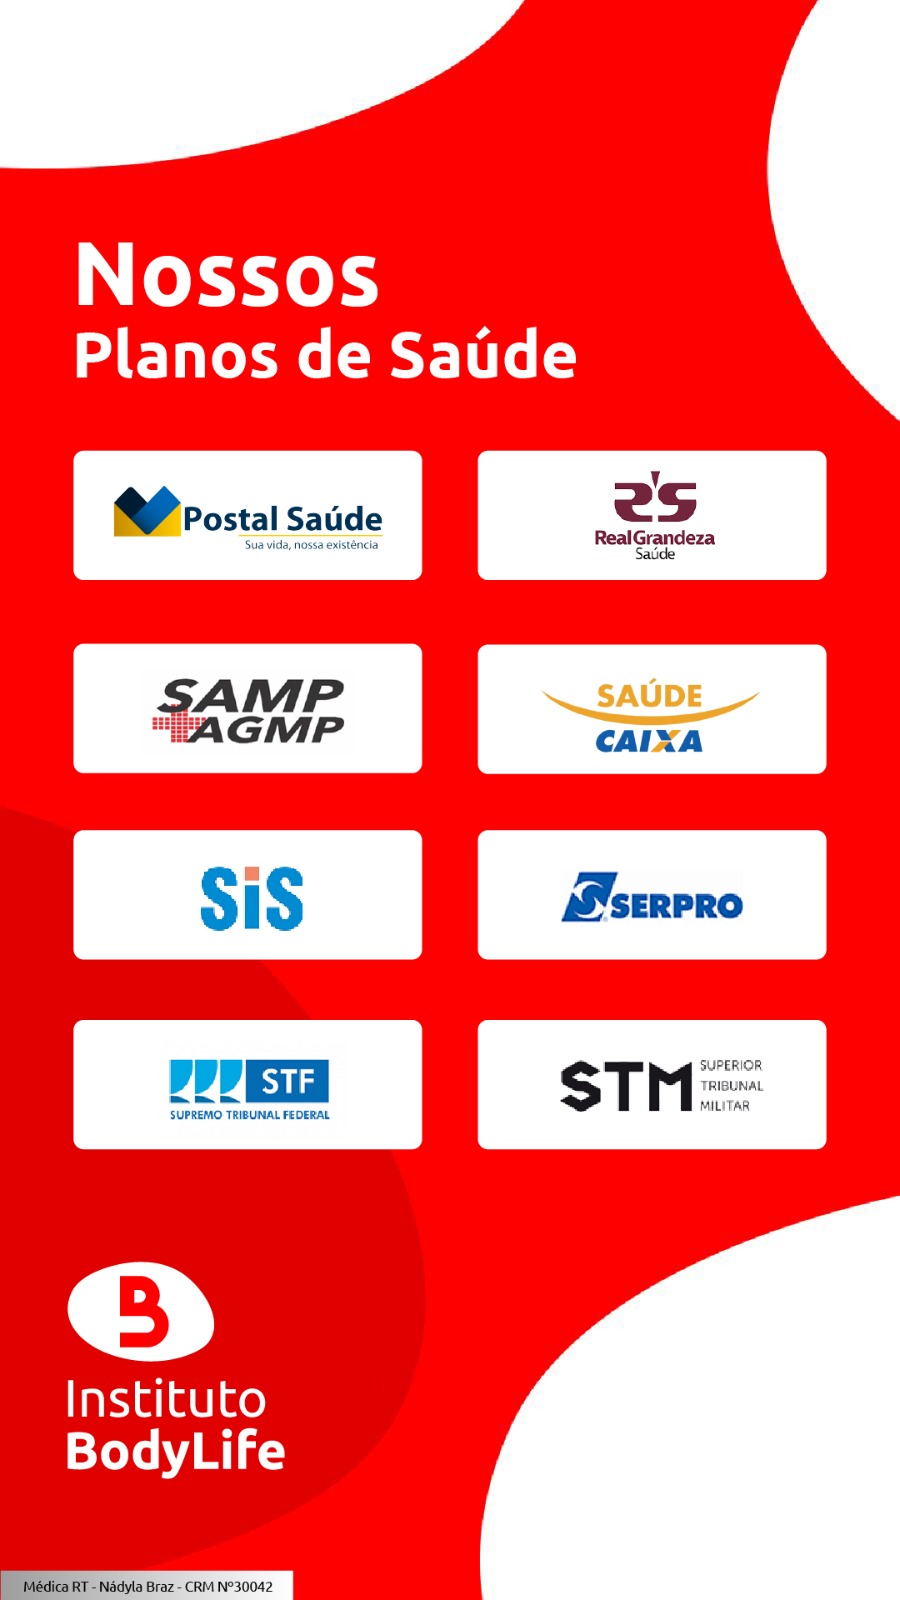 Nossos
Planos de Saúde
Postal Saúde
Sua vida, nossa existência
RealGrandeza
Saúde
SAMP
AGMP
SAÚDE
CAIXA
SiS
SERPRO
STF
SUPREMO TRIBUNAL FEDERAL
STM
SUPERIOR
TRIBUNAL
MILITAR
B
Instituto
BodyLife
Médica RT - Nádyla Braz - CRM Nº30042